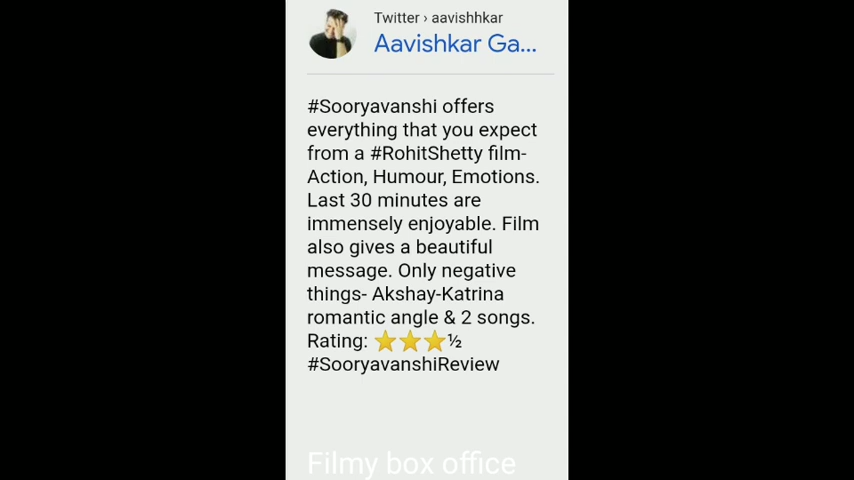 Twitter › aavishhkar
Aavishkar Ga...
#Sooryavanshi offers
everything that you expect
from a #RohitShetty film-
Action, Humour, Emotions.
Last 30 minutes are
immensely enjoyable. Film
also gives a beautiful
message. Only negative
things- Akshay-Katrina
romantic angle & 2 songs.
Rating: ⭐⭐⭐½
#SooryavanshiReview
Filmy box office